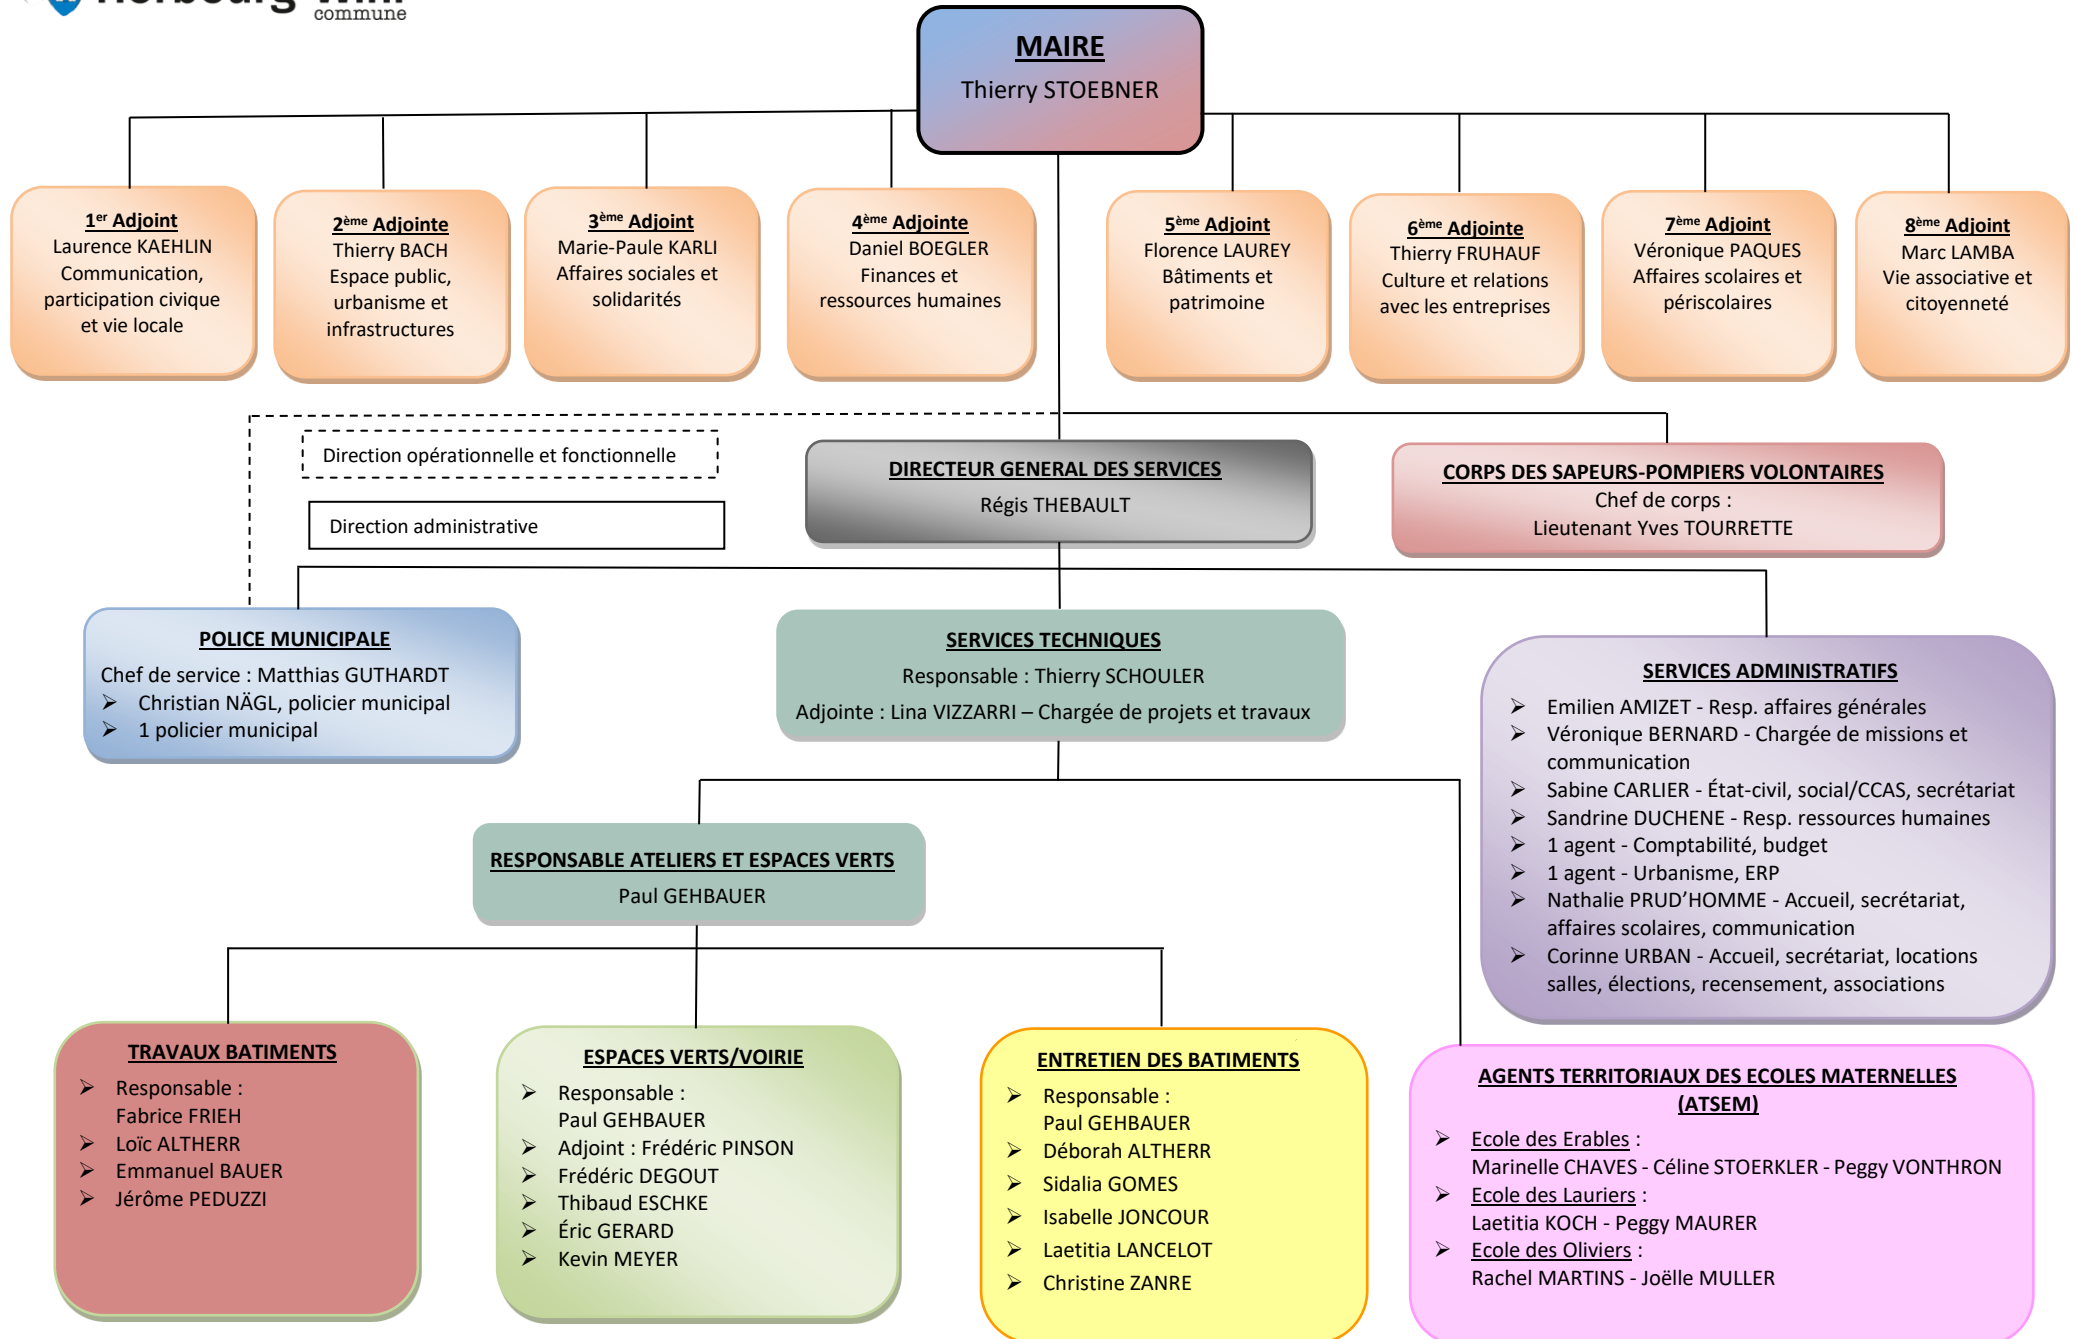 commune
MAIRE
Thierry STOEBNER
1er Adjoint
Laurence KAEHLIN
Communication,
participation civique
et vie locale
2ème Adjointe
Thierry BACH
Espace public,
urbanisme et
infrastructures
3ème Adjoint
Marie-Paule KARLI
Affaires sociales et
solidarités
4ème Adjointe
Daniel BOEGLER
Finances et
ressources humaines
5ème Adjoint
Florence LAUREY
Bâtiments et
patrimoine
6ème Adjointe
Thierry FRUHAUF
Culture et relations
avec les entreprises
7ème Adjoint
Véronique PAQUES
Affaires scolaires et
périscolaires
8ème Adjoint
Marc LAMBA
Vie associative et
citoyenneté
Direction opérationnelle et fonctionnelle
Direction administrative
DIRECTEUR GENERAL DES SERVICES
Régis THEBAULT
CORPS DES SAPEURS-POMPIERS VOLONTAIRES
Chef de corps :
Lieutenant Yves TOURRETTE
POLICE MUNICIPALE
Chef de service : Matthias GUTHARDT
➢ Christian NÄGL, policier municipal
➢ 1 policier municipal
SERVICES TECHNIQUES
Responsable : Thierry SCHOULER
Adjointe : Lina VIZZARRI – Chargée de projets et travaux
SERVICES ADMINISTRATIFS
➢ Emilien AMIZET - Resp. affaires générales
➢ Véronique BERNARD - Chargée de missions et
communication
➢ Sabine CARLIER - État-civil, social/CCAS, secrétariat
➢ Sandrine DUCHENE - Resp. ressources humaines
➢ 1 agent - Comptabilité, budget
➢ 1 agent - Urbanisme, ERP
➢ Nathalie PRUD’HOMME - Accueil, secrétariat,
affaires scolaires, communication
➢ Corinne URBAN - Accueil, secrétariat, locations
salles, élections, recensement, associations
RESPONSABLE ATELIERS ET ESPACES VERTS
Paul GEHBAUER
TRAVAUX BATIMENTS
➢ Responsable :
Fabrice FRIEH
➢ Loïc ALTHERR
➢ Emmanuel BAUER
➢ Jérôme PEDUZZI
ESPACES VERTS/VOIRIE
➢ Responsable :
Paul GEHBAUER
➢ Adjoint : Frédéric PINSON
➢ Frédéric DEGOUT
➢ Thibaud ESCHKE
➢ Éric GERARD
➢ Kevin MEYER
ENTRETIEN DES BATIMENTS
➢ Responsable :
Paul GEHBAUER
➢ Déborah ALTHERR
➢ Sidalia GOMES
➢ Isabelle JONCOUR
➢ Laetitia LANCELOT
➢ Christine ZANRE
AGENTS TERRITORIAUX DES ECOLES MATERNELLES
(ATSEM)
➢ Ecole des Erables :
Marinelle CHAVES - Céline STOERKLER - Peggy VONTHRON
➢ Ecole des Lauriers :
Laetitia KOCH - Peggy MAURER
➢ Ecole des Oliviers :
Rachel MARTINS - Joëlle MULLER